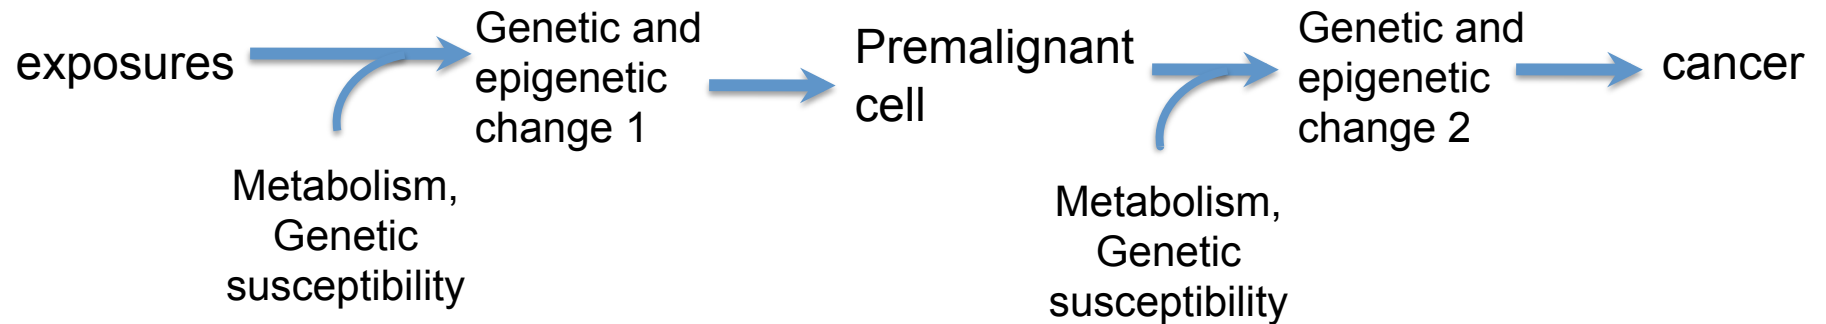 exposures
Genetic and
epigenetic
change 1
Premalignant
cell
Genetic and
epigenetic
change 2
cancer
Metabolism,
Genetic
susceptibility
Metabolism,
Genetic
susceptibility